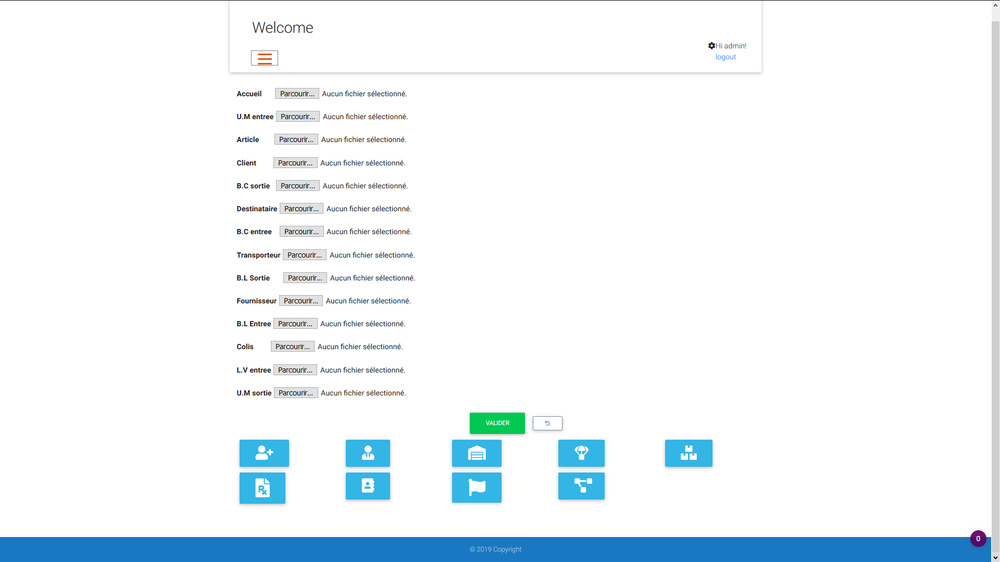 Welcome
Hi admin!
logout
Accueil Parcourir... Aucun fichier sélectionné.
U.M entree Parcourir... Aucun fichier sélectionné.
Article Parcourir... Aucun fichier sélectionné.
Client Parcourir... Aucun fichier sélectionné.
B.C sortie Parcourir... Aucun fichier sélectionné.
Destinataire Parcourir... Aucun fichier sélectionné.
B.C entree Parcourir... Aucun fichier sélectionné.
Transporteur Parcourir... Aucun fichier sélectionné.
B.L Sortie Parcourir... Aucun fichier sélectionné.
Fournisseur Parcourir... Aucun fichier sélectionné.
B.L Entree Parcourir... Aucun fichier sélectionné.
Colis Parcourir... Aucun fichier sélectionné.
L.V entree Parcourir... Aucun fichier sélectionné.
U.M sortie Parcourir... Aucun fichier sélectionné.
VALIDER
Rx
0
© 2019 Copyright